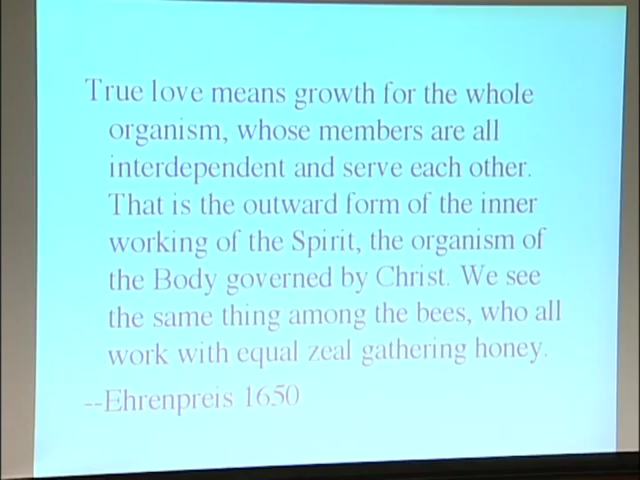 True love means growth for the whole
organism, whose members are all
interdependent and serve each other.
That is the outward form of the inner
working of the Spirit, the organism of
the Body governed by Christ. We see
the same thing among the bees, who all
work with equal zeal gathering honey.
--Ehrenpreis 1650